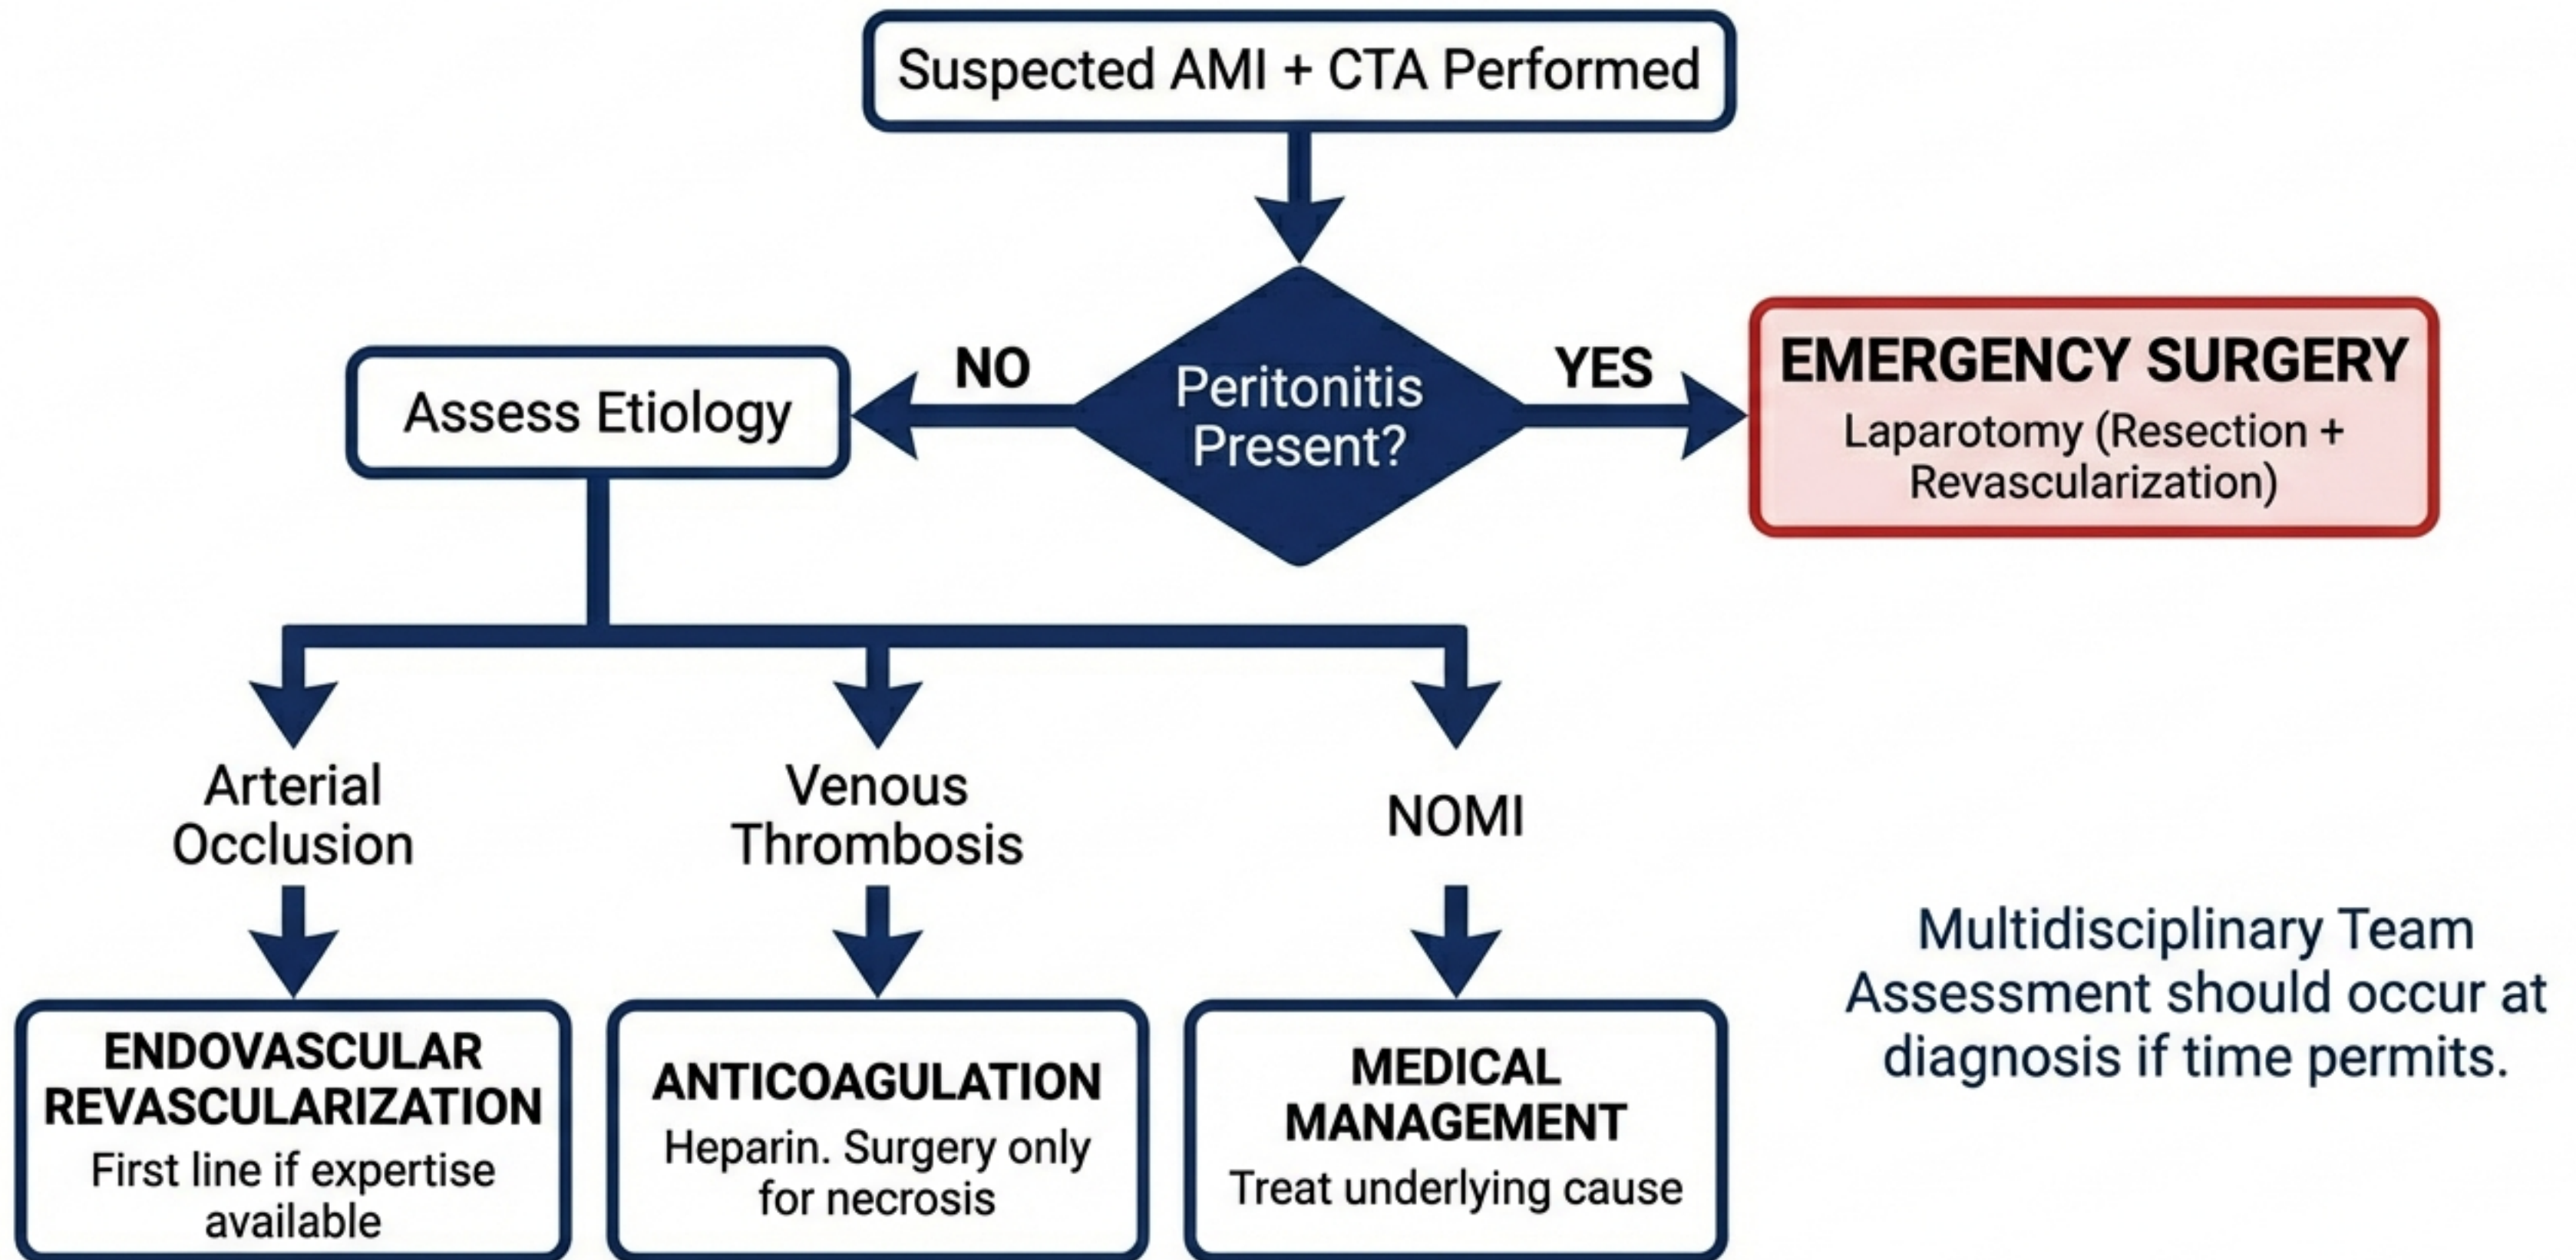 Suspected AMI + CTA Performed
Peritonitis
Present?
NO
YES
Assess Etiology
EMERGENCY SURGERY
Laparotomy (Resection +
Revascularization)
Arterial
Occlusion
Venous
Thrombosis
NOMI
ENDOVASCULAR
REVASCULARIZATION
First line if expertise
available
ANTICOAGULATION
Heparin. Surgery only
for necrosis
MEDICAL
MANAGEMENT
Treat underlying cause
Multidisciplinary Team
Assessment should occur at
diagnosis if time permits.